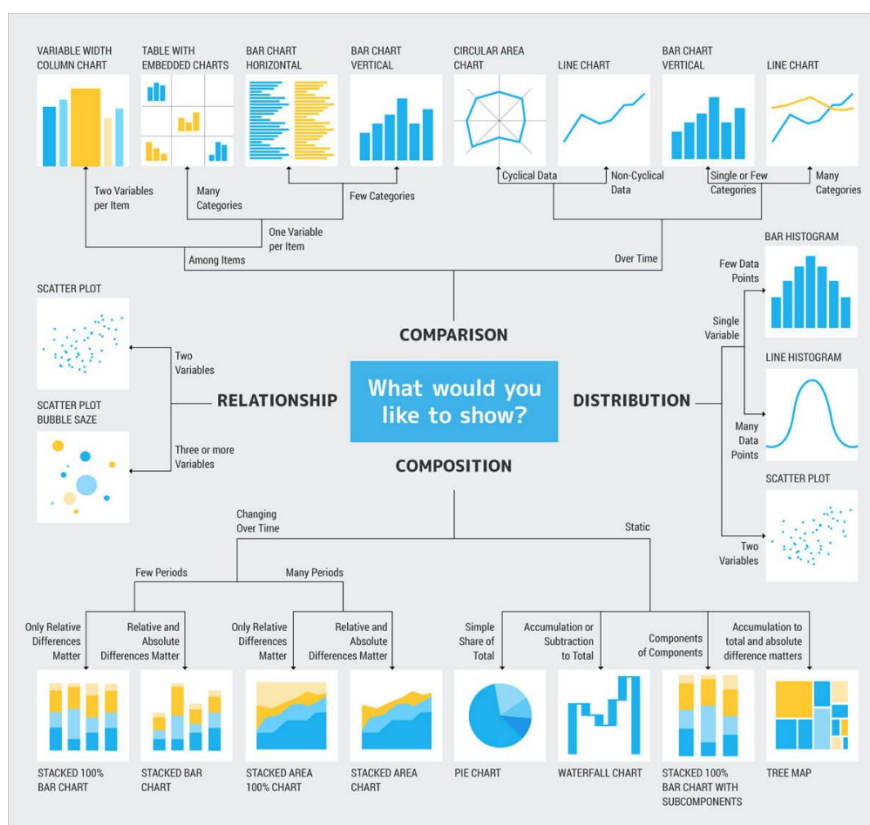 VARIABLE WIDTH
COLUMN CHART
TABLE WITH
EMBEDDED CHARTS
BAR CHART
HORIZONTAL
BAR CHART
VERTICAL
CIRCULAR AREA
CHART
LINE CHART
BAR CHART
VERTICAL
LINE CHART
Two Variables
per Item
Many
Categories
Few Categories
One Variable
per Item
Among Items
Cyclical Data
Non-Cyclical
Data
Single or Few
Categories
Many
Categories
Over Time
BAR HISTOGRAM
Few Data
Points
Single
Variable
LINE HISTOGRAM
Many
Data
Points
SCATTER PLOT
Two
Variables
SCATTER PLOT
Two
Variables
SCATTER PLOT
BUBBLE SAZE
Three or more
Variables
COMPARISON
RELATIONSHIP
What would you
like to show?
DISTRIBUTION
COMPOSITION
Changing
Over Time
Static
Few Periods
Many Periods
Only Relative
Differences
Matter
Relative and
Absolute
Differences Matter
Only Relative
Differences
Matter
Relative and
Absolute
Differences Matter
Simple
Share of
Total
Accumulation or
Subtraction
to Total
Components
of Components
Accumulation to
total and absolute
difference matters
STACKED 100%
BAR CHART
STACKED BAR
CHART
STACKED AREA
100% CHART
STACKED AREA
CHART
PIE CHART
WATERFALL CHART
STACKED 100%
BAR CHART WITH
SUBCOMPONENTS
TREE MAP